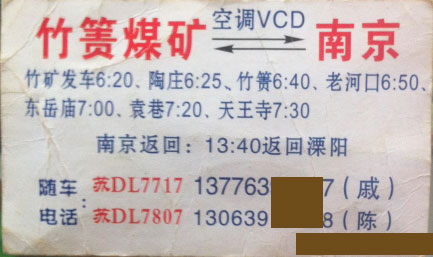 空调VCD
竹箦煤矿 南京
竹矿发车6:20、陶庄6:25、竹箦6:40、老河口6:50、
东岳庙7:00、袁巷7:20、天王寺7:30
南京返回：13:40返回溧阳
随车 苏DL7717 137763 7（戚）
电话： 苏DL7807 130639 8（陈）